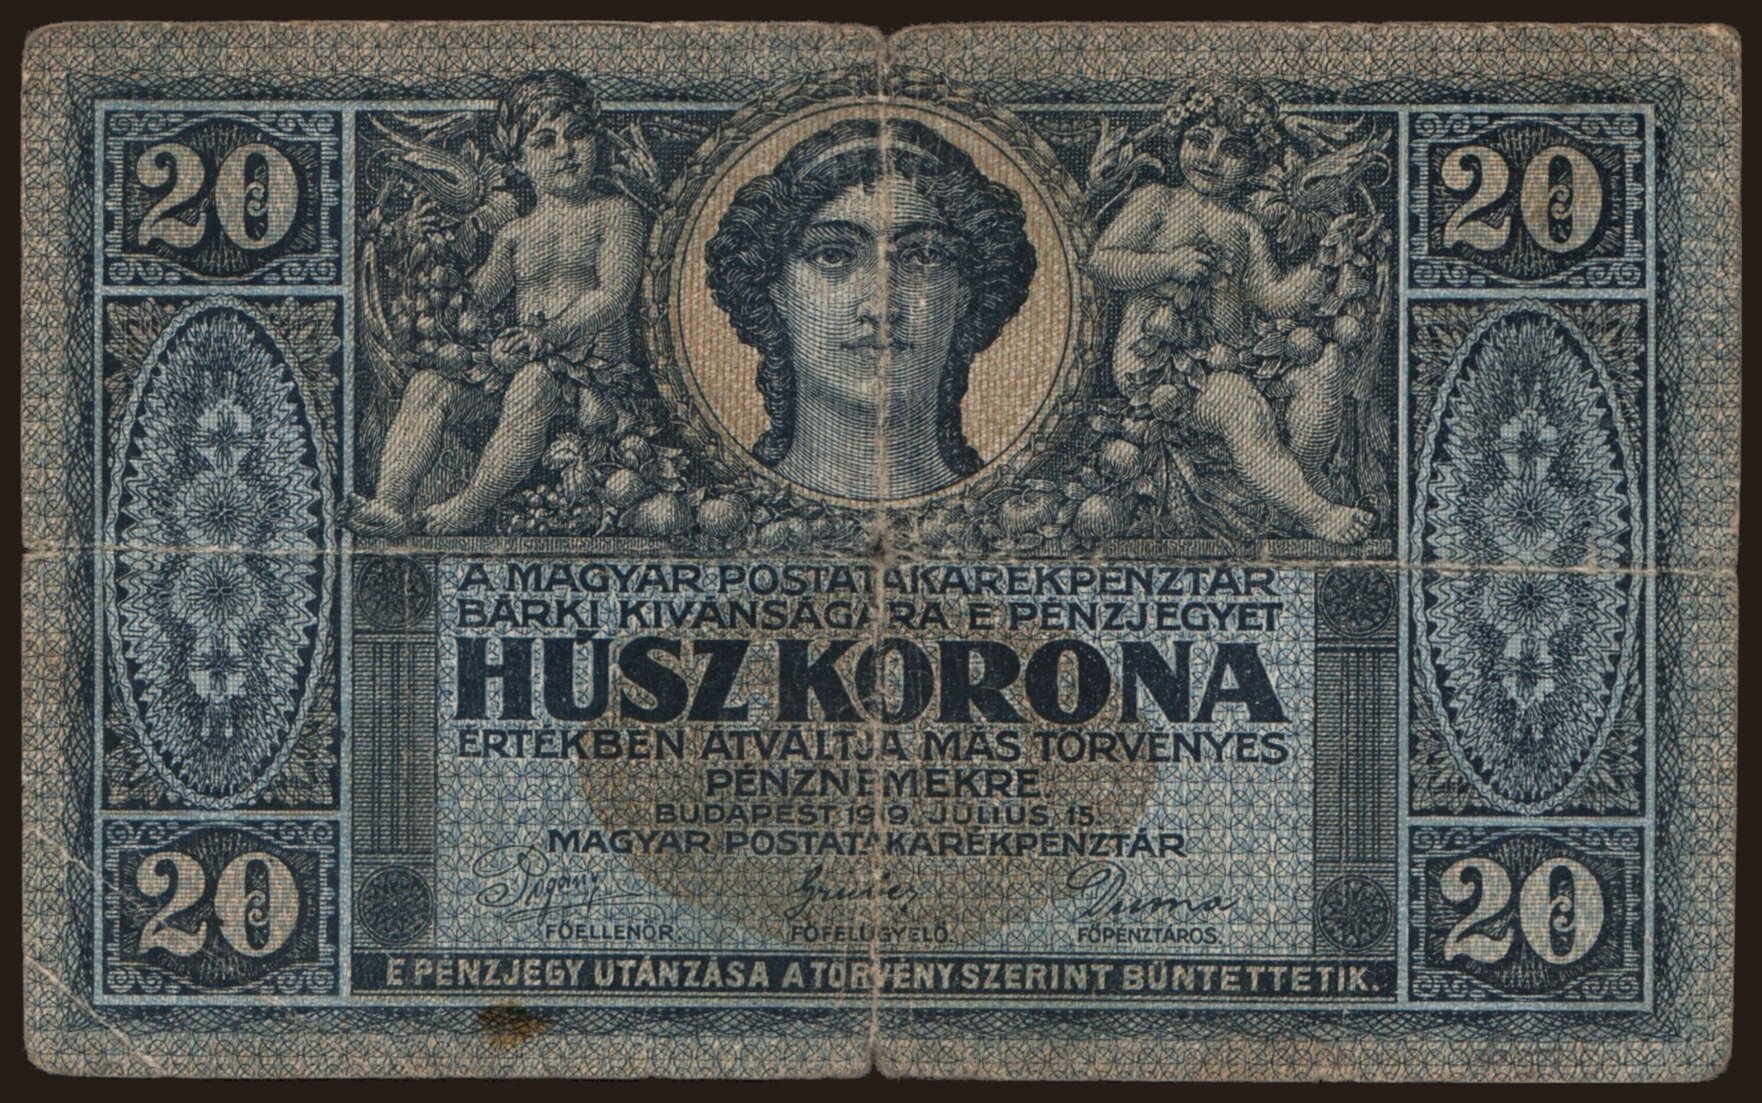 20 20
A MAGYAR POSTATAKARÉKPÉNZTÁR
BÁRKI KIVÁNSÁGÁRA E PÉNZJEGYET
HÚSZ KORONA
ÉRTÉKBEN ÁTVÁLTJA MÁS TÖRVÉNYES
PÉNZNEMEKRE.
BUDAPEST 1919. JÚLIUS 15.
MAGYAR POSTATAKARÉKPÉNZTÁR
FŐELLENŐR. FŐFELÜGYELŐ. FŐPÉNZTÁROS.
20 20
E PÉNZJEGY UTÁNZÁSA A TÖRVÉNY SZERINT BÜNTETTETIK.